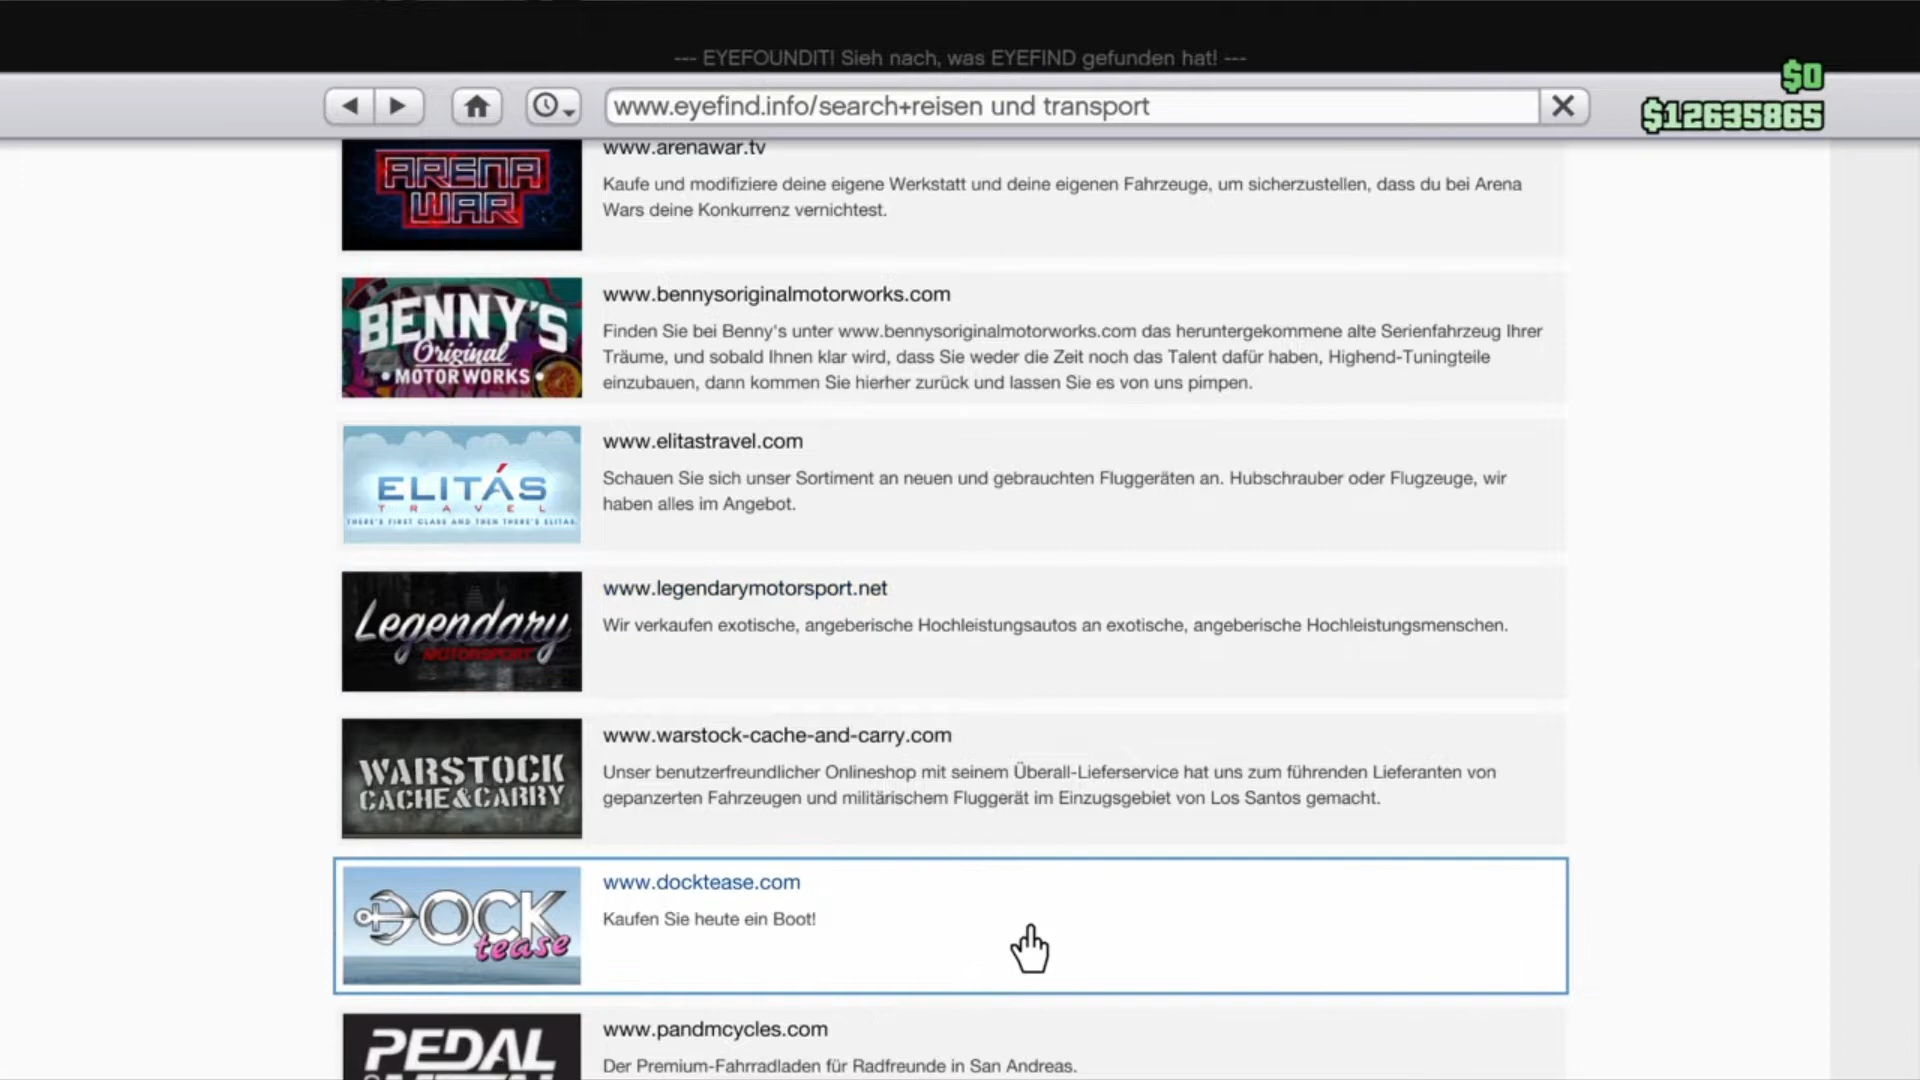 --- EYEFOUNDIT! Sieh nach, was EYEFIND gefunden hat! ---
$0
www.eyefind.info/search+reisen und transport
$12635865
ARENA
WAR
www.arenawar.tv
Kaufe und modifiziere deine eigene Werkstatt und deine eigenen Fahrzeuge, um sicherzustellen, dass du bei Arena
Wars deine Konkurrenz vernichtest.
BENNY'S
Original
• MOTOR WORKS •
www.bennysoriginalmotorworks.com
Finden Sie bei Benny's unter www.bennysoriginalmotorworks.com das heruntergekommene alte Serienfahrzeug Ihrer
Träume, und sobald Ihnen klar wird, dass Sie weder die Zeit noch das Talent dafür haben, Highend-Tuningteile
einzubauen, dann kommen Sie hierher zurück und lassen Sie es von uns pimpen.
ELITÁS
TRAVEL
THERE'S FIRST CLASS AND THEN THERE'S ELITAS.
www.elitastravel.com
Schauen Sie sich unser Sortiment an neuen und gebrauchten Fluggeräten an. Hubschrauber oder Flugzeuge, wir
haben alles im Angebot.
Legendary
MOTORSPORT
www.legendarymotorsport.net
Wir verkaufen exotische, angeberische Hochleistungsautos an exotische, angeberische Hochleistungsmenschen.
WARSTOCK
CACHE&CARRY
www.warstock-cache-and-carry.com
Unser benutzerfreundlicher Onlineshop mit seinem Überall-Lieferservice hat uns zum führenden Lieferanten von
gepanzerten Fahrzeugen und militärischem Fluggerät im Einzugsgebiet von Los Santos gemacht.
DOCK
tease
www.docktease.com
Kaufen Sie heute ein Boot!
PEDAL
www.pandmcycles.com
Der Premium-Fahrradladen für Radfreunde in San Andreas.